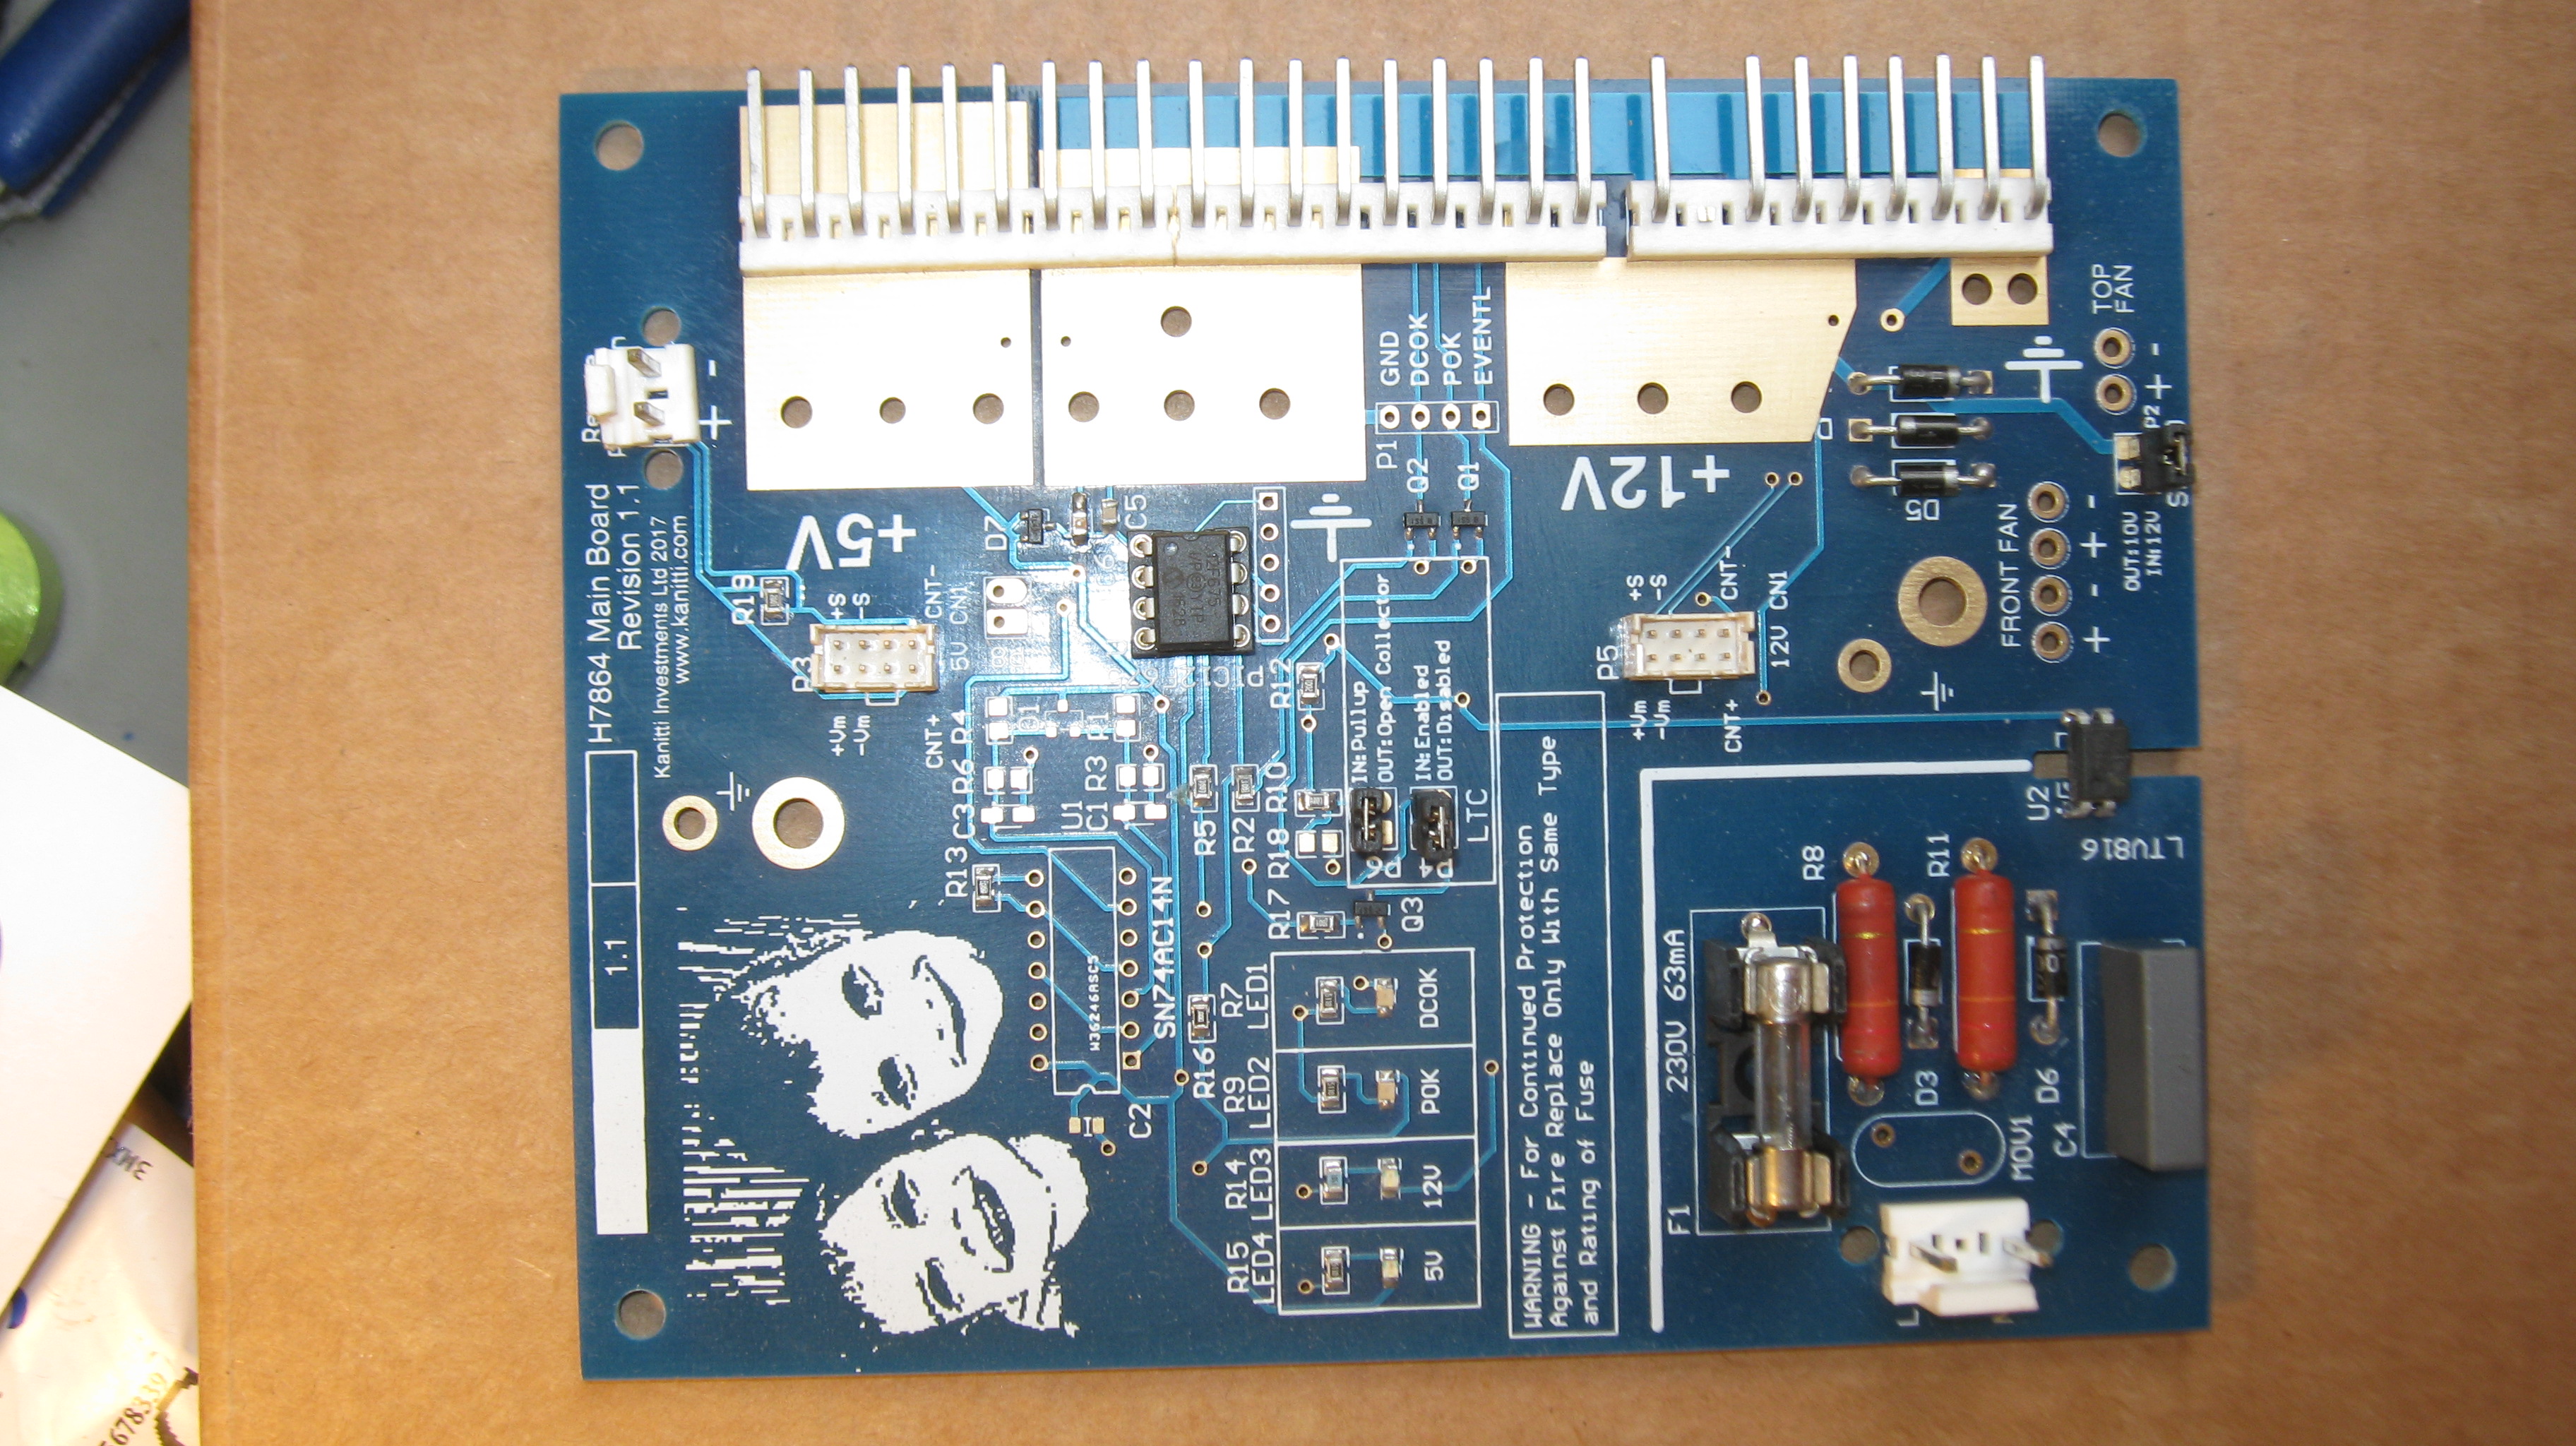 H7864 Main Board
Revision 1.1
Kanitti Investments Ltd 2017
www.kanitti.com
1.1
- +
+5V
R19
+S
-S
CNT-
5V CN1
+Vm
-Vm
CNT+
D7
C5
R4
R6
C3
R3
C1
U1
R13
SN74AC14N
W36246ASC5
C2
R5
R2
R12
R10
R18
R17
Q3
R16
R7
LED1
R9
LED2
R14
LED3
R15
LED4
DCOK
POK
12V
5V
P1
GND
DCOK
POK
EVENTL
Q2
Q1
IN:Pullup
OUT:Open Collector
IN:Enabled
OUT:Disabled
LTC
+12V
P5
+S
-S
CNT-
12V CN1
+Vm
-Vm
CNT+
D5
TOP
FAN
- +
P2
OUT:10V
IN:12V
FRONT FAN
+ - + -
WARNING - For Continued Protection
Against Fire Replace Only With Same Type
and Rating of Fuse
F1
230V 63mA
R8
R11
D3
D6
MOV1
C4
U2
LTV816
L
12F675